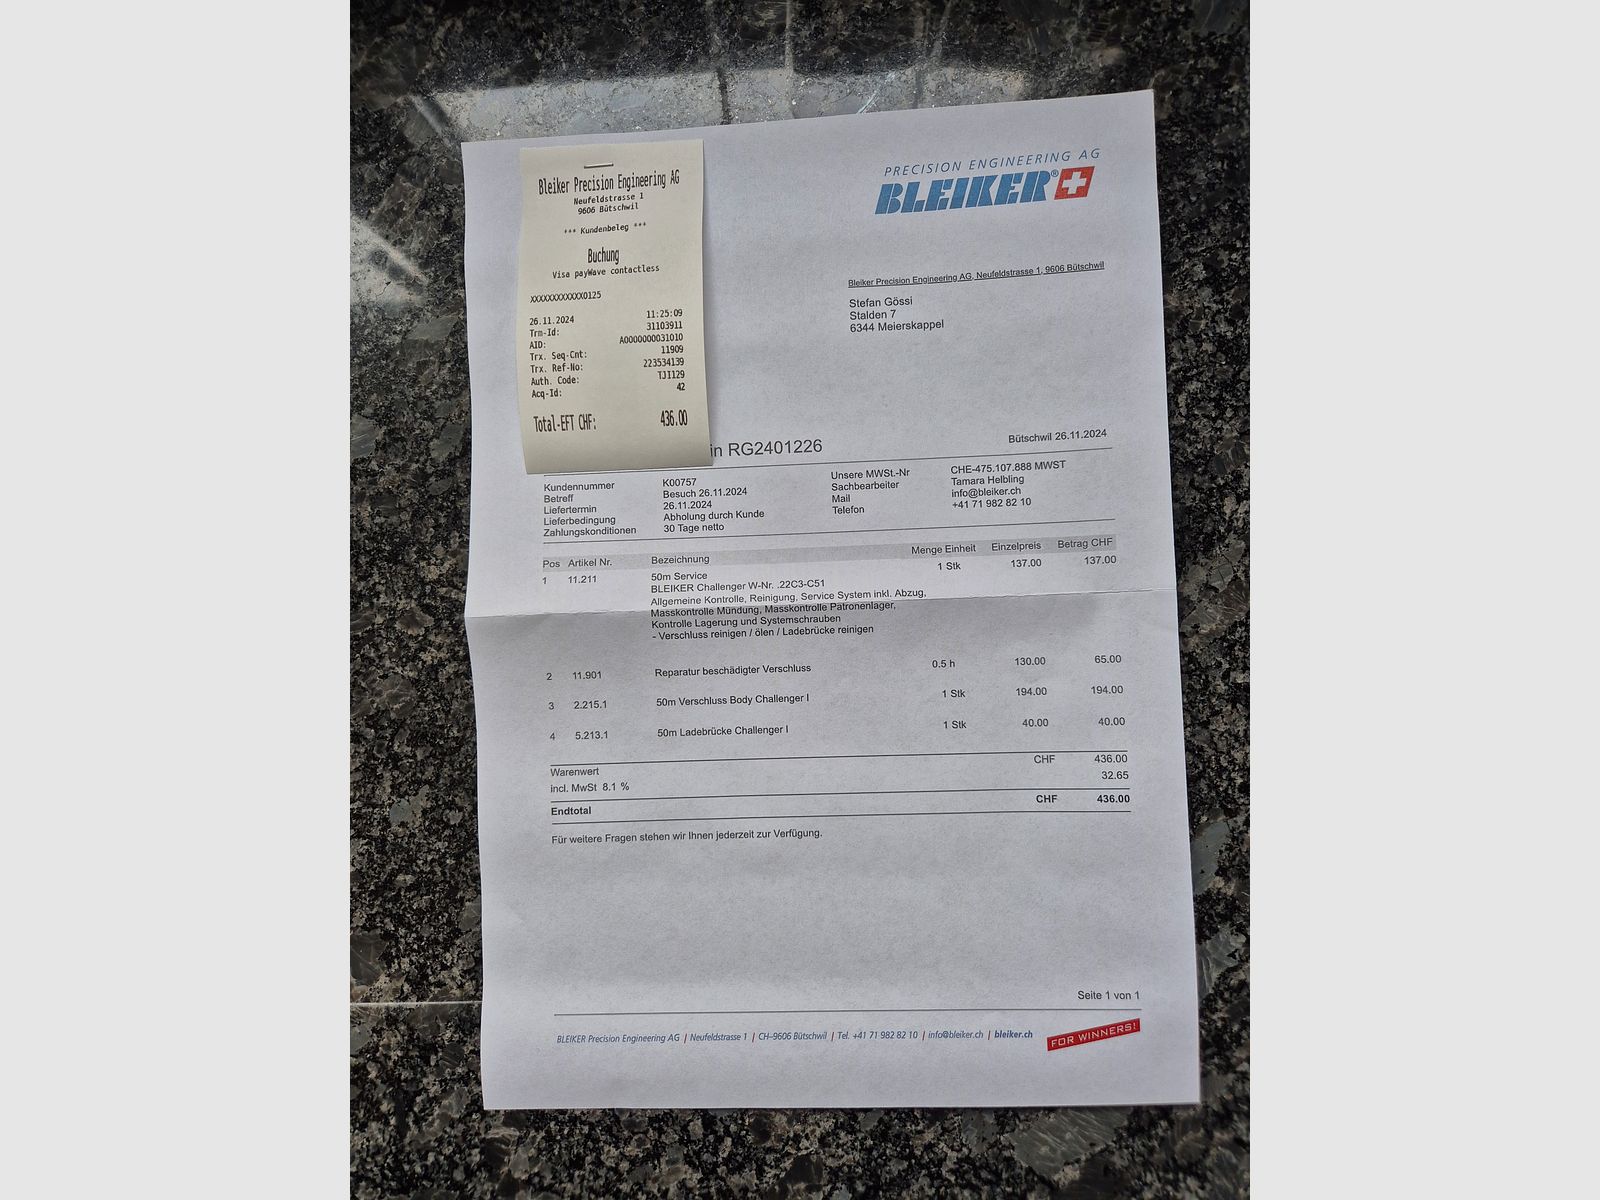 Bleiker Precision Engineering AG
Neufeldstrasse 1
9606 Bütschwil
*** Kundenbeleg ***
Buchung
Visa payWave contactless
XXXXXXXXXXXX0125
26.11.2024 11:25:09
Trm-Id: 31103911
AID: A0000000031010
Trx. Seq-Cnt: 11909
Trx. Ref-No: 223534139
Auth. Code: TJI129
Acq-Id: 42
Total-EFT CHF: 436.00
PRECISION ENGINEERING AG
BLEIKER®
Bleiker Precision Engineering AG, Neufeldstrasse 1, 9606 Bütschwil
Stefan Gössi
Stalden 7
6344 Meierskappel
in RG2401226
Bütschwil 26.11.2024
Kundennummer K00757 Unsere MWSt.-Nr CHE-475.107.888 MWST
Betreff Besuch 26.11.2024 Sachbearbeiter Tamara Helbling
Liefertermin 26.11.2024 Mail info@bleiker.ch
Lieferbedingung Abholung durch Kunde Telefon +41 71 982 82 10
Zahlungskonditionen 30 Tage netto
Pos Artikel Nr. Bezeichnung Menge Einheit Einzelpreis Betrag CHF
1 11.211 50m Service 1 Stk 137.00 137.00
BLEIKER Challenger W-Nr. .22C3-C51
Allgemeine Kontrolle, Reinigung, Service System inkl. Abzug,
Masskontrolle Mündung, Masskontrolle Patronenlager,
Kontrolle Lagerung und Systemschrauben
- Verschluss reinigen / ölen / Ladebrücke reinigen
2 11.901 Reparatur beschädigter Verschluss 0.5 h 130.00 65.00
3 2.215.1 50m Verschluss Body Challenger I 1 Stk 194.00 194.00
4 5.213.1 50m Ladebrücke Challenger I 1 Stk 40.00 40.00
Warenwert CHF 436.00
incl. MwSt 8.1 % 32.65
Endtotal CHF 436.00
Für weitere Fragen stehen wir Ihnen jederzeit zur Verfügung.
Seite 1 von 1
BLEIKER Precision Engineering AG | Neufeldstrasse 1 | CH–9606 Bütschwil | Tel. +41 71 982 82 10 | info@bleiker.ch | bleiker.ch
FOR WINNERS!